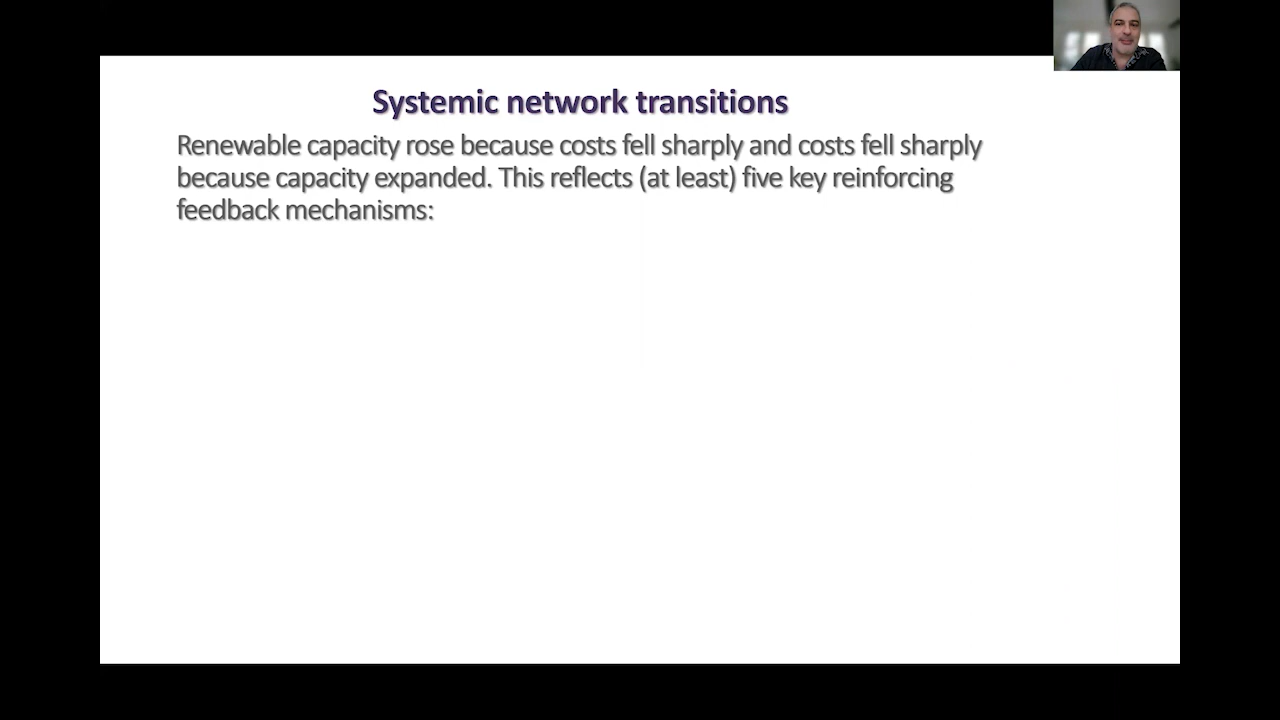 Systemic network transitions
Renewable capacity rose because costs fell sharply and costs fell sharply
because capacity expanded. This reflects (at least) five key reinforcing
feedback mechanisms: